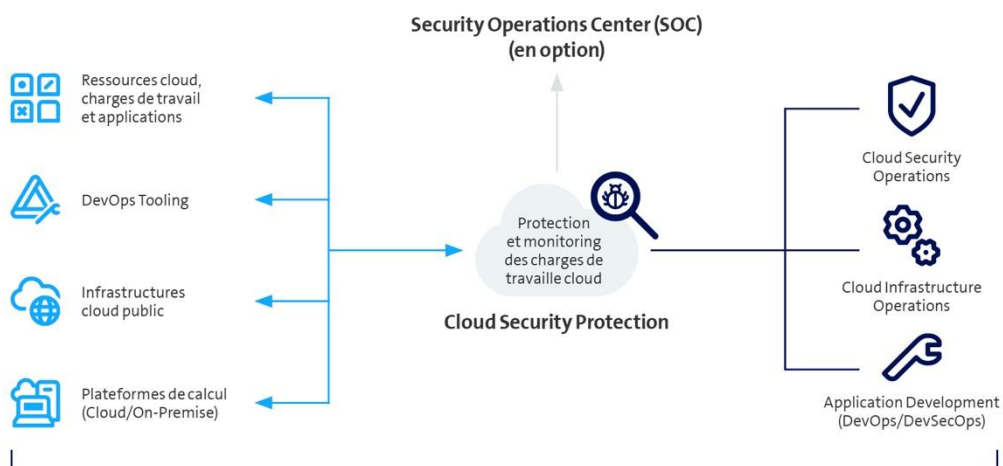 Security Operations Center (SOC)
(en option)
Ressources cloud,
charges de travail
et applications
DevOps Tooling
Infrastructures
cloud public
Plateformes de calcul
(Cloud/On-Premise)
Protection
et monitoring
des charges de
travaille cloud
Cloud Security Protection
Cloud Security
Operations
Cloud Infrastructure
Operations
Application Development
(DevOps/DevSecOps)